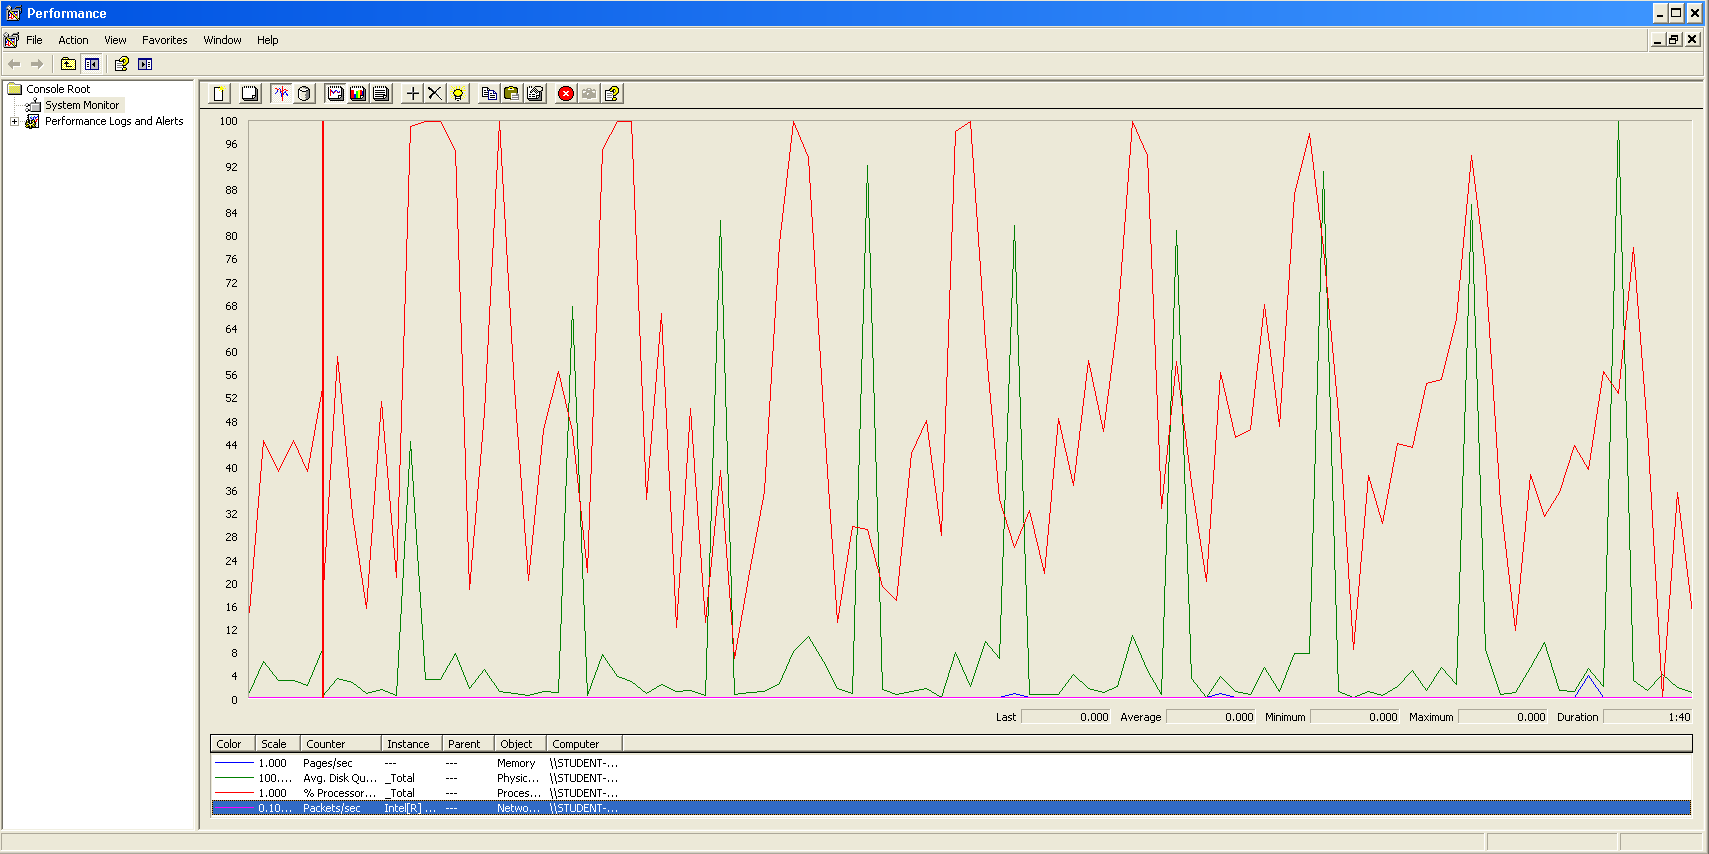 Performance
File Action View Favorites Window Help
Console Root
System Monitor
Performance Logs and Alerts
100
96
92
88
84
80
76
72
68
64
60
56
52
48
44
40
36
32
28
24
20
16
12
8
4
0
Last 0.000 Average 0.000 Minimum 0.000 Maximum 0.000 Duration 1:40
Color Scale Counter Instance Parent Object Computer
1.000 Pages/sec --- --- Memory \\STUDENT-...
100.... Avg. Disk Qu... _Total --- Physic... \\STUDENT-...
1.000 % Processor... _Total --- Proces... \\STUDENT-...
0.10... Packets/sec Intel[R] ... --- Netwo... \\STUDENT-...